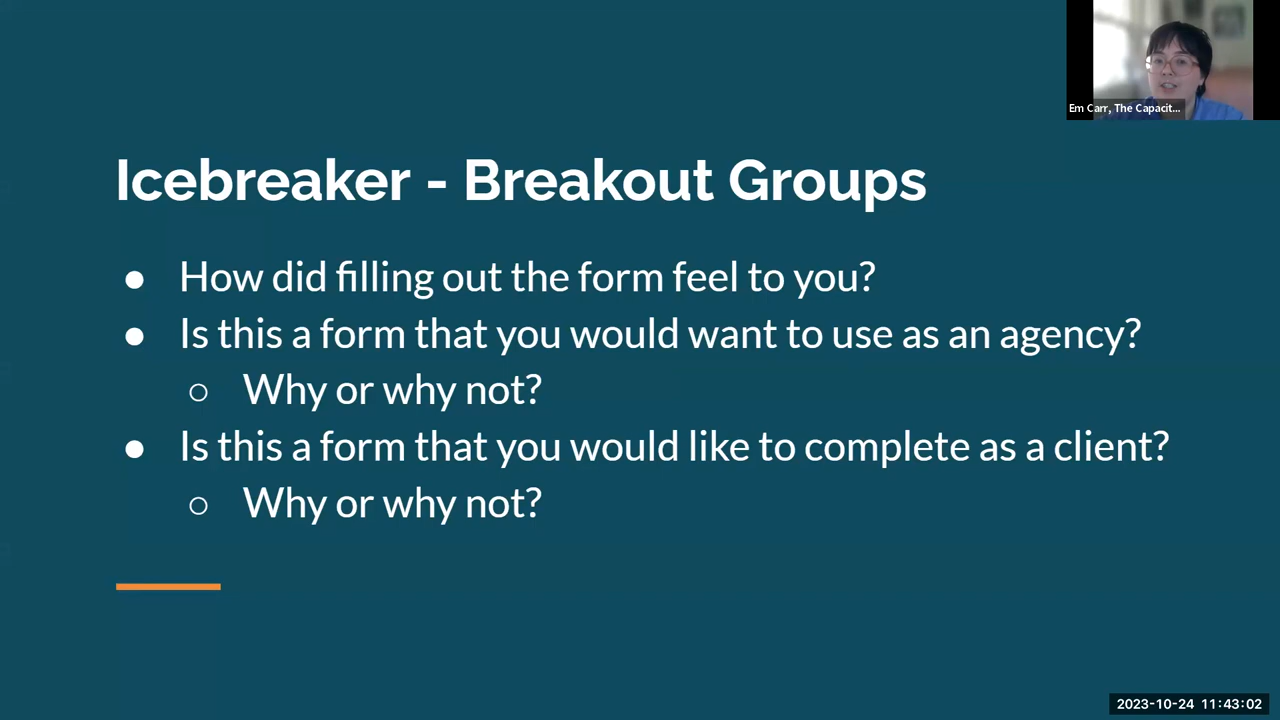 Em Carr, The Capacit...
Icebreaker - Breakout Groups
● How did filling out the form feel to you?
● Is this a form that you would want to use as an agency?
○ Why or why not?
● Is this a form that you would like to complete as a client?
○ Why or why not?
2023-10-24 11:43:02